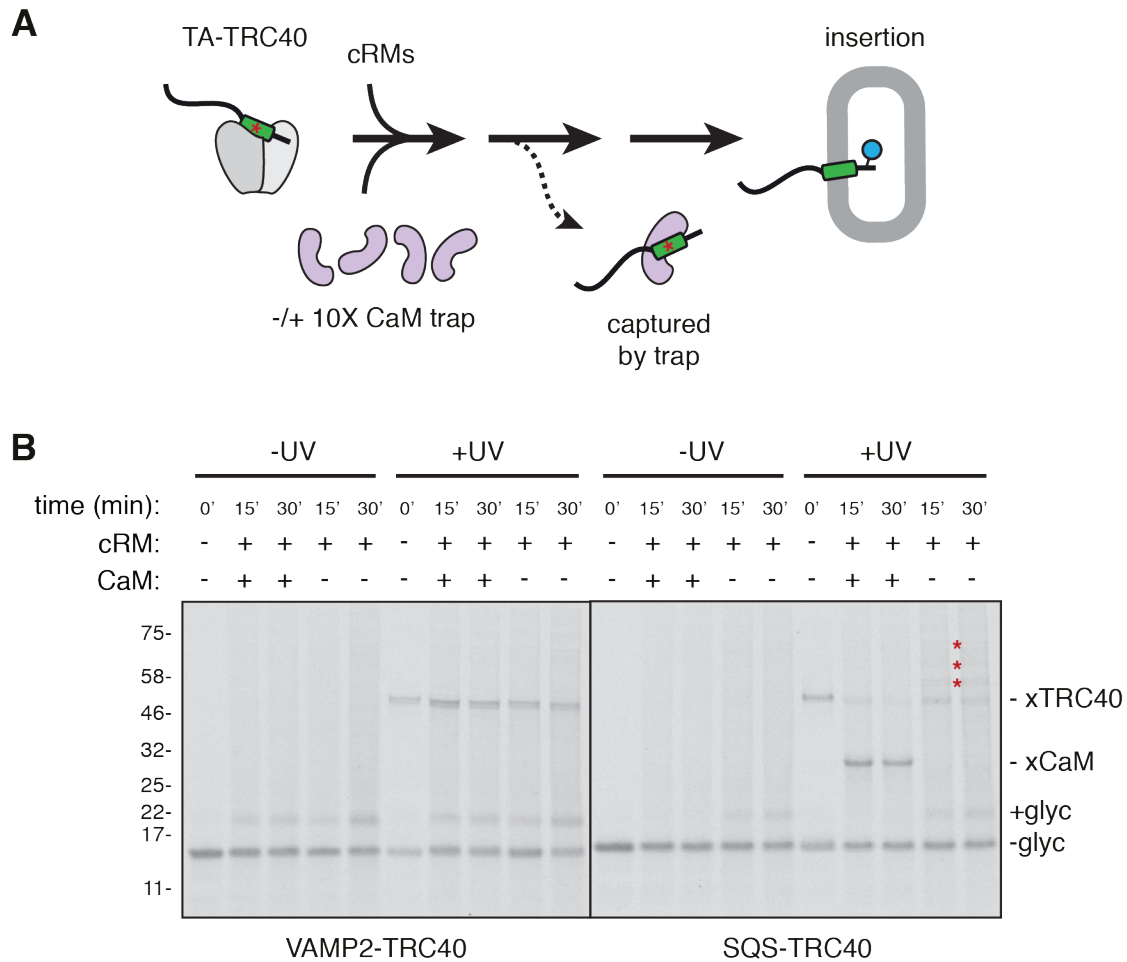 A
TA-TRC40
cRMs
insertion
-/+ 10X CaM trap
captured
by trap
B
-UV +UV -UV +UV
time (min): 0' 15' 30' 15' 30' 0' 15' 30' 15' 30' 0' 15' 30' 15' 30' 0' 15' 30' 15' 30'
cRM: - + + + + - + + + + - + + + + - + + + +
CaM: - + + - - - + + - - - + + - - - + + - -
75-
*
*
58-
*
- xTRC40
46-
32-
- xCaM
25-
22-
+glyc
17-
-glyc
11-
VAMP2-TRC40 SQS-TRC40